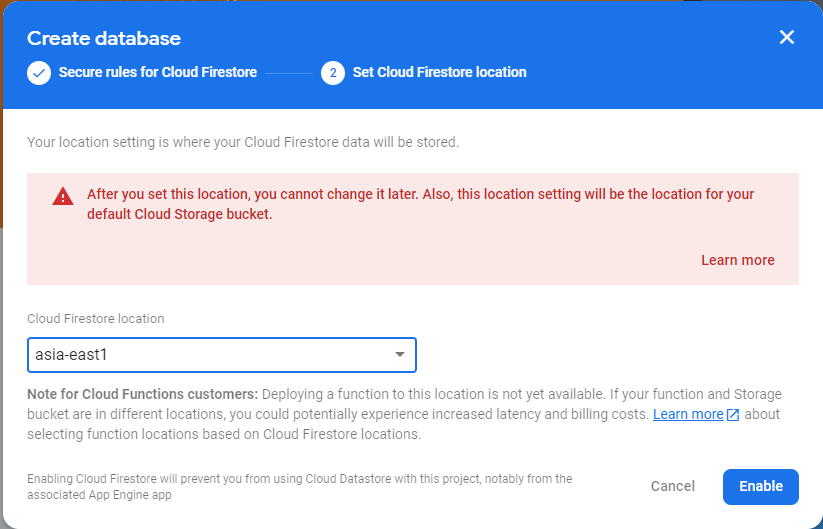 Create database
Secure rules for Cloud Firestore
2 Set Cloud Firestore location
Your location setting is where your Cloud Firestore data will be stored.
After you set this location, you cannot change it later. Also, this location setting will be the location for your
default Cloud Storage bucket.
Learn more
Cloud Firestore location
asia-east1
Note for Cloud Functions customers: Deploying a function to this location is not yet available. If your function and Storage
bucket are in different locations, you could potentially experience increased latency and billing costs. Learn more about
selecting function locations based on Cloud Firestore locations.
Enabling Cloud Firestore will prevent you from using Cloud Datastore with this project, notably from the
associated App Engine app
Cancel
Enable